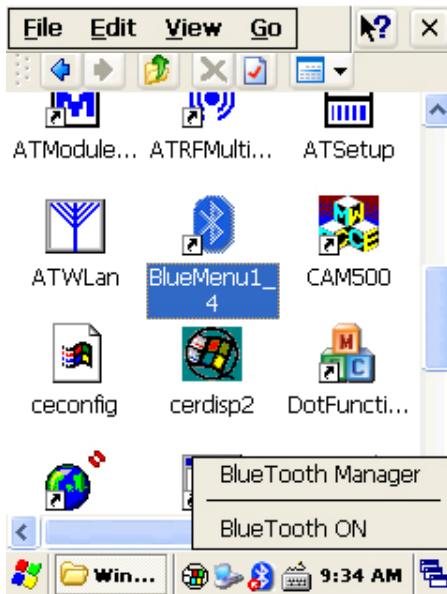 File Edit View Go
?
ATModule... ATRFMulti... ATSetup
ATWLan BlueMenu1_
4 CAM500
ceconfig cerdisp2 DotFuncti...
BlueTooth Manager
BlueTooth ON
Win... 9:34 AM